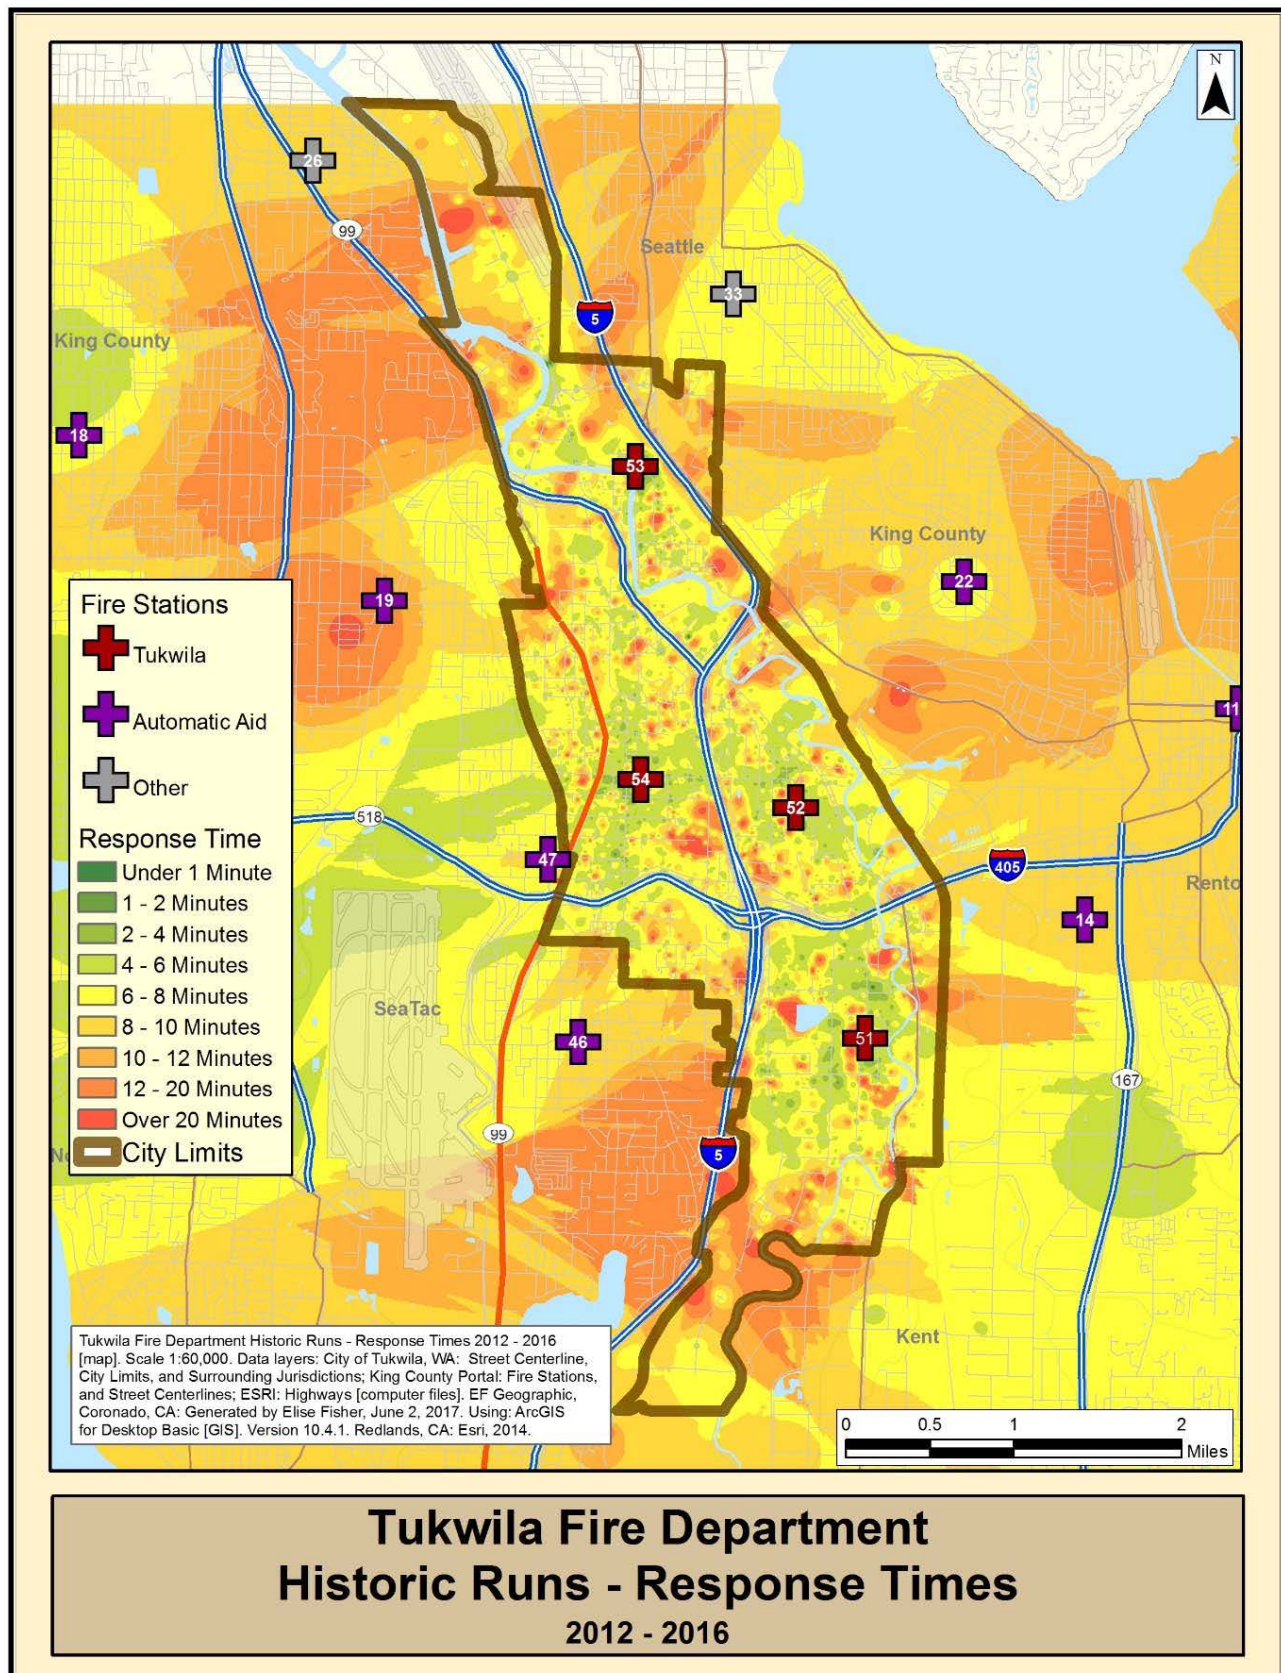 N
26
99
Seattle
33
5
King County
18
53
King County
22
19
Fire Stations
Tukwila
Automatic Aid
Other
Response Time
Under 1 Minute
1 - 2 Minutes
2 - 4 Minutes
4 - 6 Minutes
6 - 8 Minutes
8 - 10 Minutes
10 - 12 Minutes
12 - 20 Minutes
Over 20 Minutes
City Limits
11
54
52
518
47
405
Rento
14
SeaTac
46
51
167
99
5
No
Kent
Tukwila Fire Department Historic Runs - Response Times 2012 - 2016
[map]. Scale 1:60,000. Data layers: City of Tukwila, WA: Street Centerline,
City Limits, and Surrounding Jurisdictions; King County Portal: Fire Stations,
and Street Centerlines; ESRI: Highways [computer files]. EF Geographic,
Coronado, CA: Generated by Elise Fisher, June 2, 2017. Using: ArcGIS
for Desktop Basic [GIS]. Version 10.4.1. Redlands, CA: Esri, 2014.
0 0.5 1 2
Miles
Tukwila Fire Department
Historic Runs - Response Times
2012 - 2016